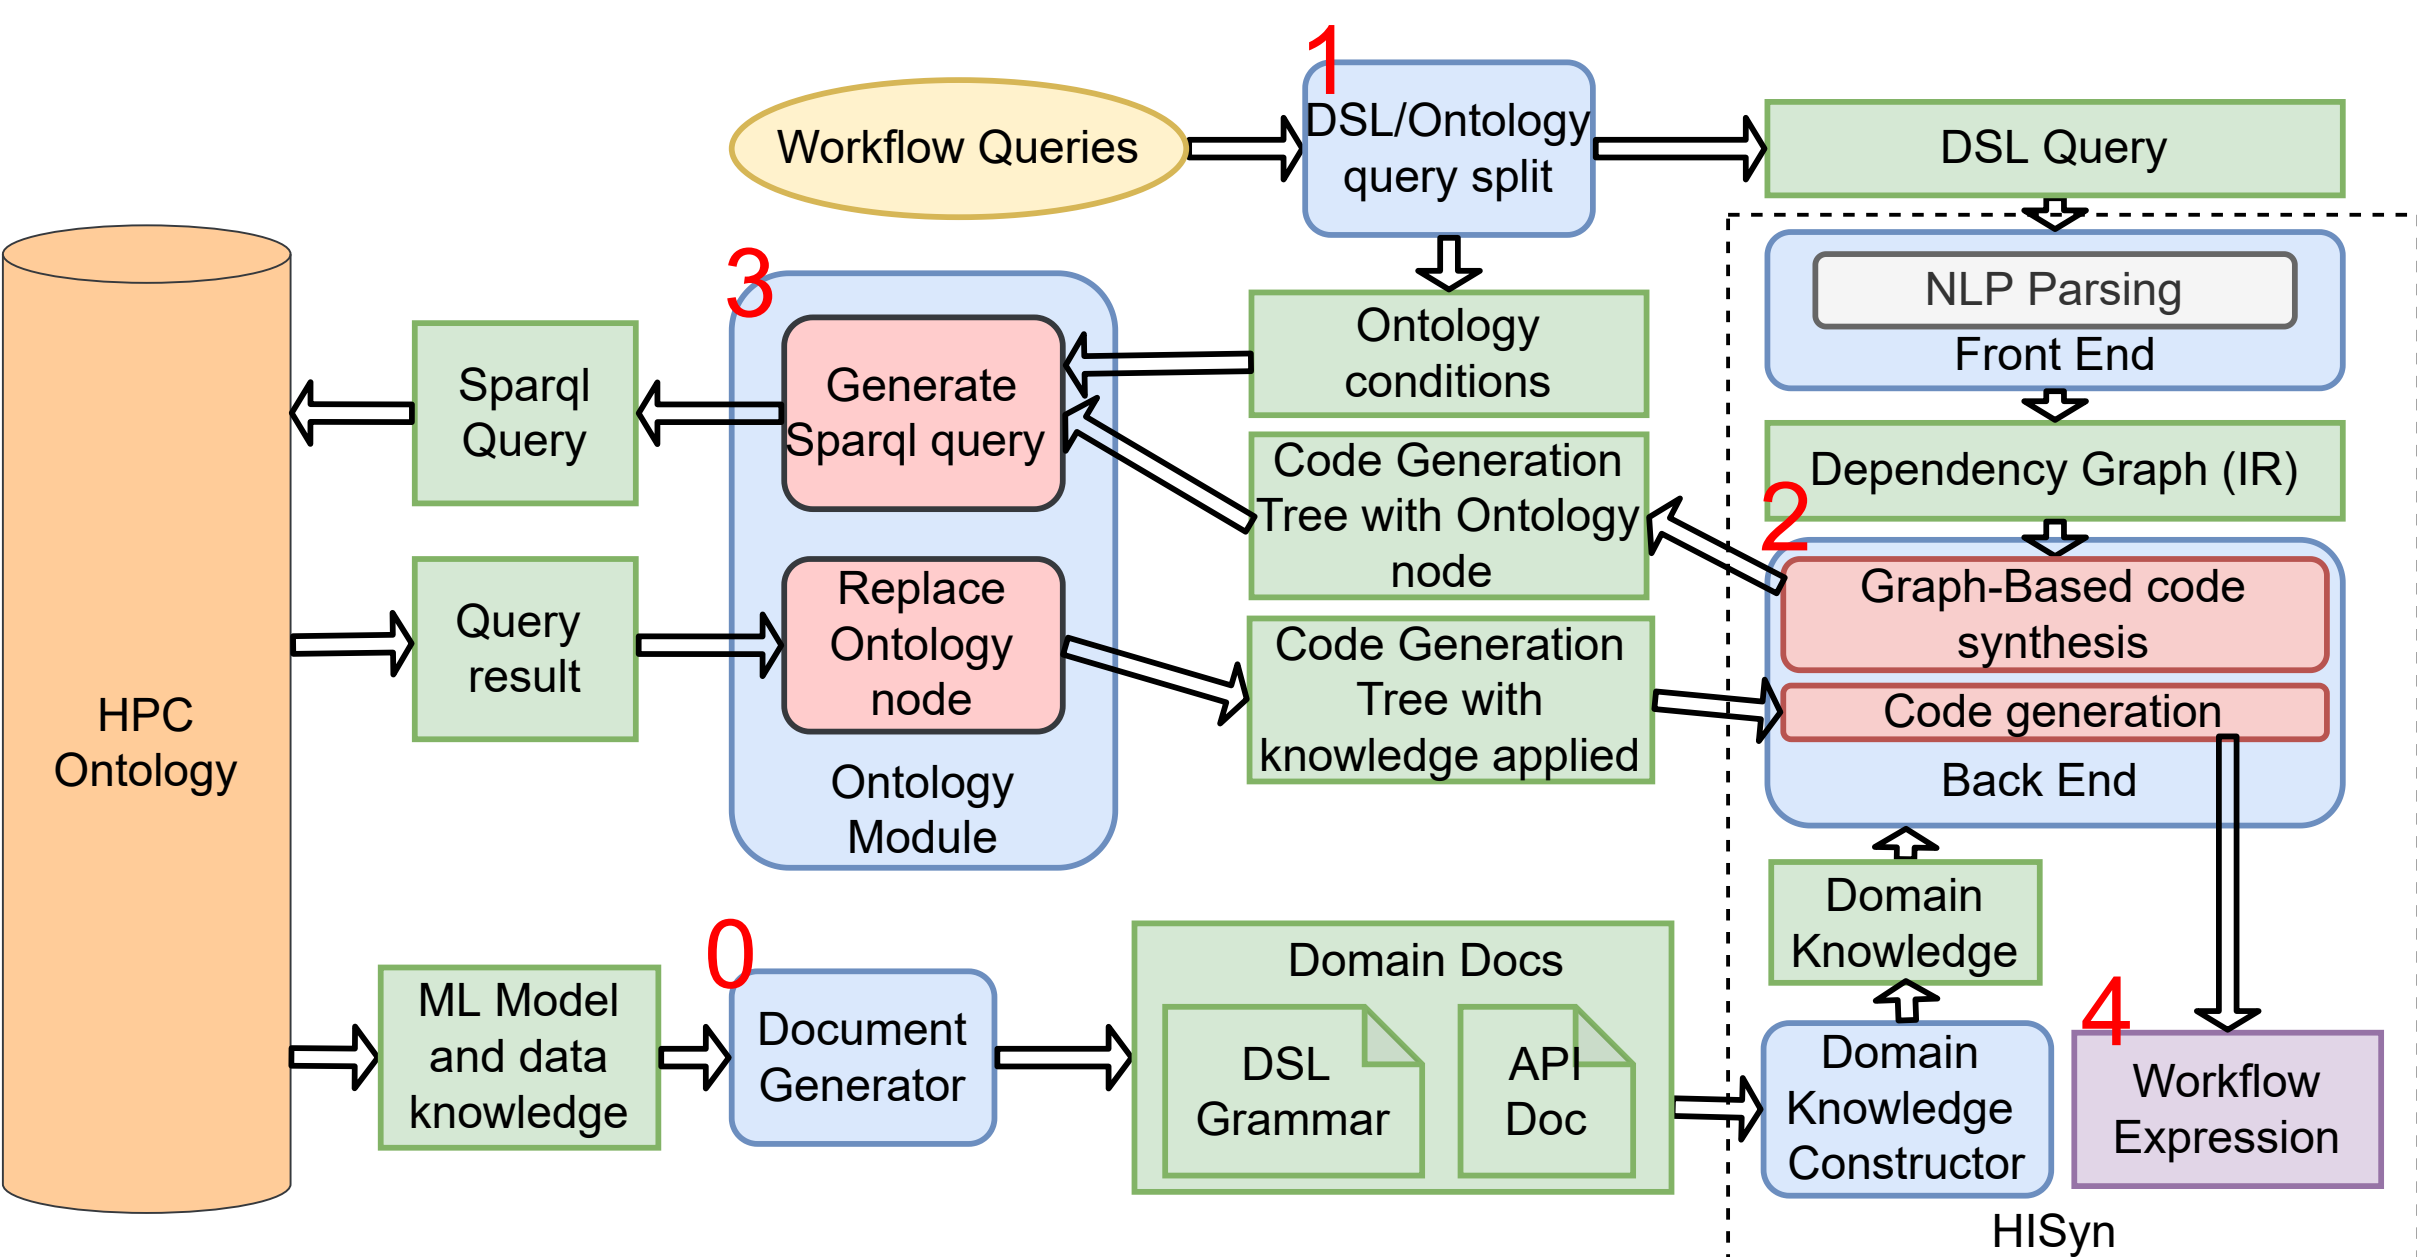 1
Workflow Queries
DSL/Ontology
query split
DSL Query
3
Ontology
conditions
NLP Parsing
Front End
Sparql
Query
Generate
Sparql query
Code Generation
Tree with Ontology
node
Dependency Graph (IR)
2
Graph-Based code
synthesis
Query
result
Replace
Ontology
node
Code Generation
Tree with
knowledge applied
Code generation
Back End
HPC
Ontology
Ontology
Module
0
ML Model
and data
knowledge
Document
Generator
Domain Docs
DSL
Grammar
API
Doc
Domain
Knowledge
Domain
Knowledge
Constructor
4
Workflow
Expression
HISyn